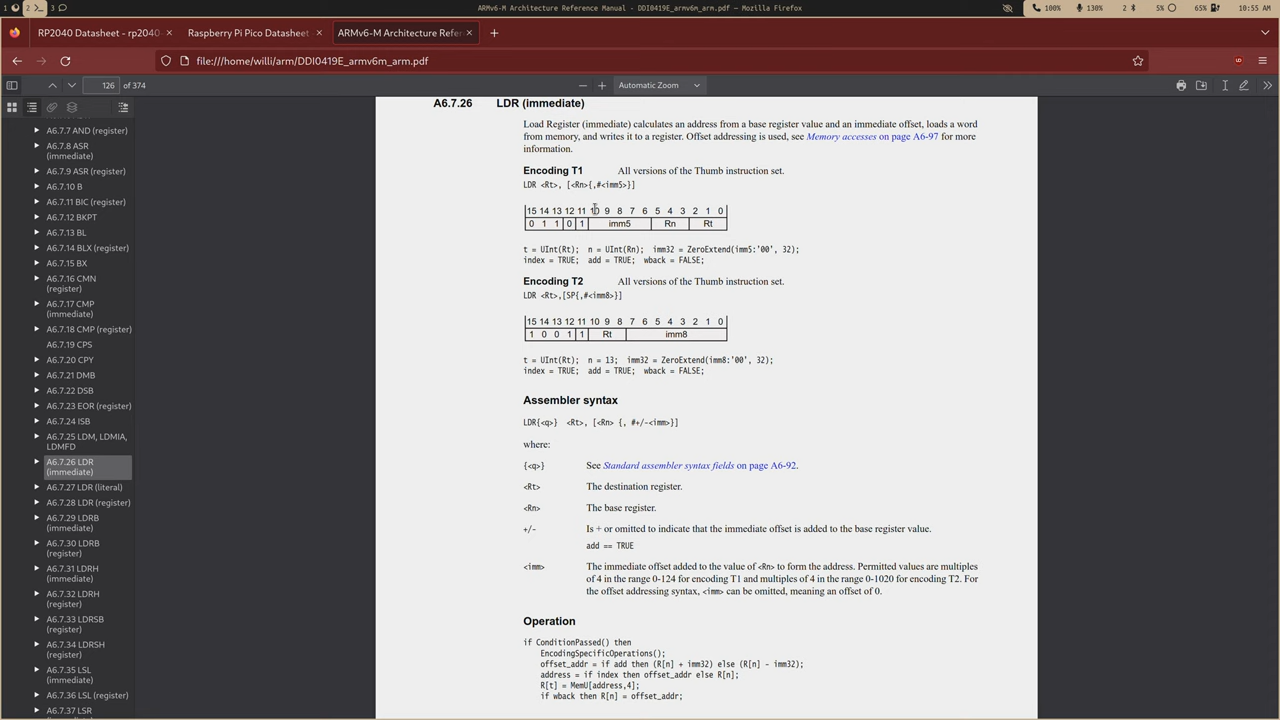 1 2 3
ARMv6-M Architecture Reference Manual - DDI0419E_armv6m_arm.pdf — Mozilla Firefox
100% 130% 2 5% 65% 10:55 AM
RP2040 Datasheet - rp2040- × Raspberry Pi Pico Datasheet × ARMv6-M Architecture Refer × +
file:///home/willi/arm/DDI0419E_armv6m_arm.pdf
126 of 374 Automatic Zoom
A6.7.7 AND (register)
A6.7.8 ASR
(immediate)
A6.7.9 ASR (register)
A6.7.10 B
A6.7.11 BIC (register)
A6.7.12 BKPT
A6.7.13 BL
A6.7.14 BLX (register)
A6.7.15 BX
A6.7.16 CMN
(register)
A6.7.17 CMP
(immediate)
A6.7.18 CMP (register)
A6.7.19 CPS
A6.7.20 CPY
A6.7.21 DMB
A6.7.22 DSB
A6.7.23 EOR (register)
A6.7.24 ISB
A6.7.25 LDM, LDMIA,
LDMFD
A6.7.26 LDR
(immediate)
A6.7.27 LDR (literal)
A6.7.28 LDR (register)
A6.7.29 LDRB
(immediate)
A6.7.30 LDRB
(register)
A6.7.31 LDRH
(immediate)
A6.7.32 LDRH
(register)
A6.7.33 LDRSB
(register)
A6.7.34 LDRSH
(register)
A6.7.35 LSL
(immediate)
A6.7.36 LSL (register)
A6.7.37 LSR
A6.7.26 LDR (immediate)
Load Register (immediate) calculates an address from a base register value and an immediate offset, loads a word
from memory, and writes it to a register. Offset addressing is used, see Memory accesses on page A6-97 for more
information.
Encoding T1 All versions of the Thumb instruction set.
LDR <Rt>, [<Rn>{,#<imm5>}]
15 14 13 12 11 10 9 8 7 6 5 4 3 2 1 0
0 1 1 0 1 imm5 Rn Rt
t = UInt(Rt); n = UInt(Rn); imm32 = ZeroExtend(imm5:'00', 32);
index = TRUE; add = TRUE; wback = FALSE;
Encoding T2 All versions of the Thumb instruction set.
LDR <Rt>,[SP{,#<imm8>}]
15 14 13 12 11 10 9 8 7 6 5 4 3 2 1 0
1 0 0 1 1 Rt imm8
t = UInt(Rt); n = 13; imm32 = ZeroExtend(imm8:'00', 32);
index = TRUE; add = TRUE; wback = FALSE;
Assembler syntax
LDR{<q>} <Rt>, [<Rn> {, #+/-<imm>}]
where:
{<q>} See Standard assembler syntax fields on page A6-92.
<Rt> The destination register.
<Rn> The base register.
+/- Is + or omitted to indicate that the immediate offset is added to the base register value.
add == TRUE
<imm> The immediate offset added to the value of <Rn> to form the address. Permitted values are multiples
of 4 in the range 0-124 for encoding T1 and multiples of 4 in the range 0-1020 for encoding T2. For
the offset addressing syntax, <imm> can be omitted, meaning an offset of 0.
Operation
if ConditionPassed() then
EncodingSpecificOperations();
offset_addr = if add then (R[n] + imm32) else (R[n] - imm32);
address = if index then offset_addr else R[n];
R[t] = MemU[address,4];
if wback then R[n] = offset_addr;